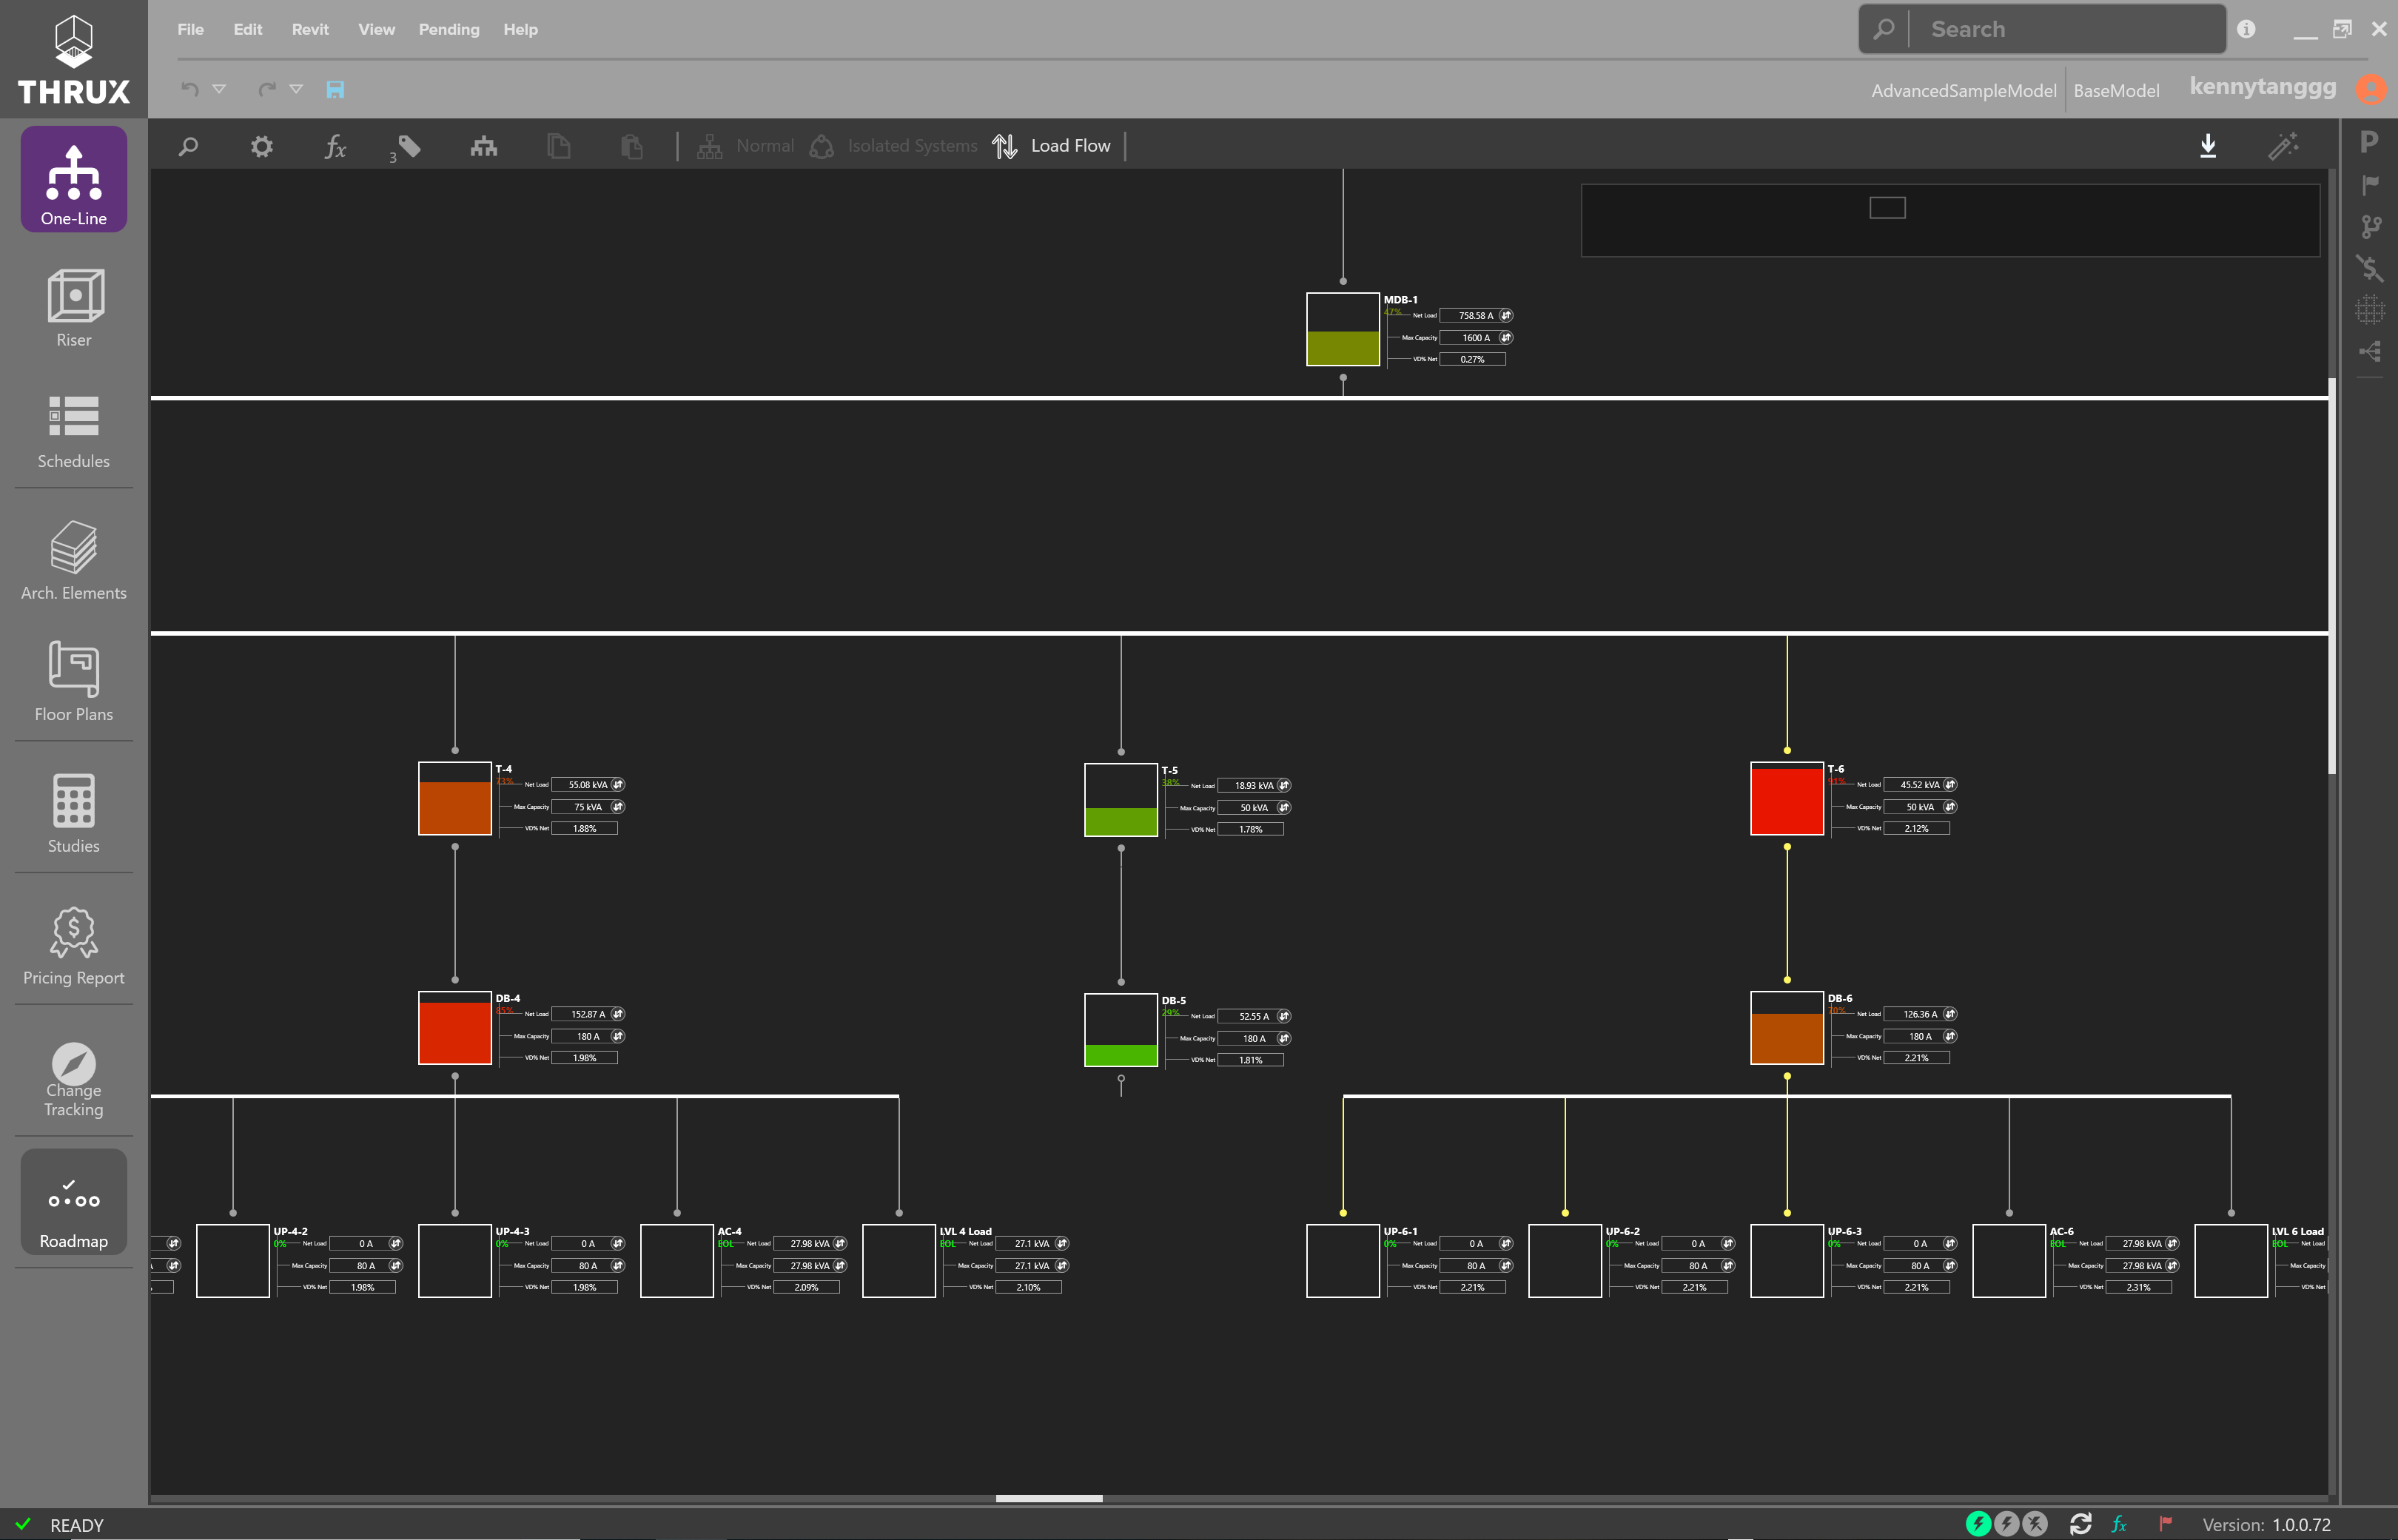 THRUX
File Edit Revit View Pending Help
Search
AdvancedSampleModel BaseModel kennytanggg
3 Normal Isolated Systems Load Flow
One-Line
Riser
Schedules
Arch. Elements
Floor Plans
Studies
Pricing Report
Change
Tracking
Roadmap
MDB-1
47% Net Load 758.58 A
Max Capacity 1600 A
VD% Net 0.27%
T-4
73% Net Load 55.08 kVA
Max Capacity 75 kVA
VD% Net 1.88%
T-5
38% Net Load 18.93 kVA
Max Capacity 50 kVA
VD% Net 1.78%
T-6
91% Net Load 45.52 kVA
Max Capacity 50 kVA
VD% Net 2.12%
DB-4
85% Net Load 152.87 A
Max Capacity 180 A
VD% Net 1.98%
DB-5
29% Net Load 52.55 A
Max Capacity 180 A
VD% Net 1.81%
DB-6
70% Net Load 126.36 A
Max Capacity 180 A
VD% Net 2.21%
UP-4-2
0% Net Load 0 A
Max Capacity 80 A
VD% Net 1.98%
UP-4-3
0% Net Load 0 A
Max Capacity 80 A
VD% Net 1.98%
AC-4
EOL Net Load 27.98 kVA
Max Capacity 27.98 kVA
VD% Net 2.09%
LVL 4 Load
EOL Net Load 27.1 kVA
Max Capacity 27.1 kVA
VD% Net 2.10%
UP-6-1
0% Net Load 0 A
Max Capacity 80 A
VD% Net 2.21%
UP-6-2
0% Net Load 0 A
Max Capacity 80 A
VD% Net 2.21%
UP-6-3
0% Net Load 0 A
Max Capacity 80 A
VD% Net 2.21%
AC-6
EOL Net Load 27.98 kVA
Max Capacity 27.98 kVA
VD% Net 2.31%
LVL 6 Load
EOL Net Load
Max Capacity
VD% Net
P
READY
fx
Version: 1.0.0.72